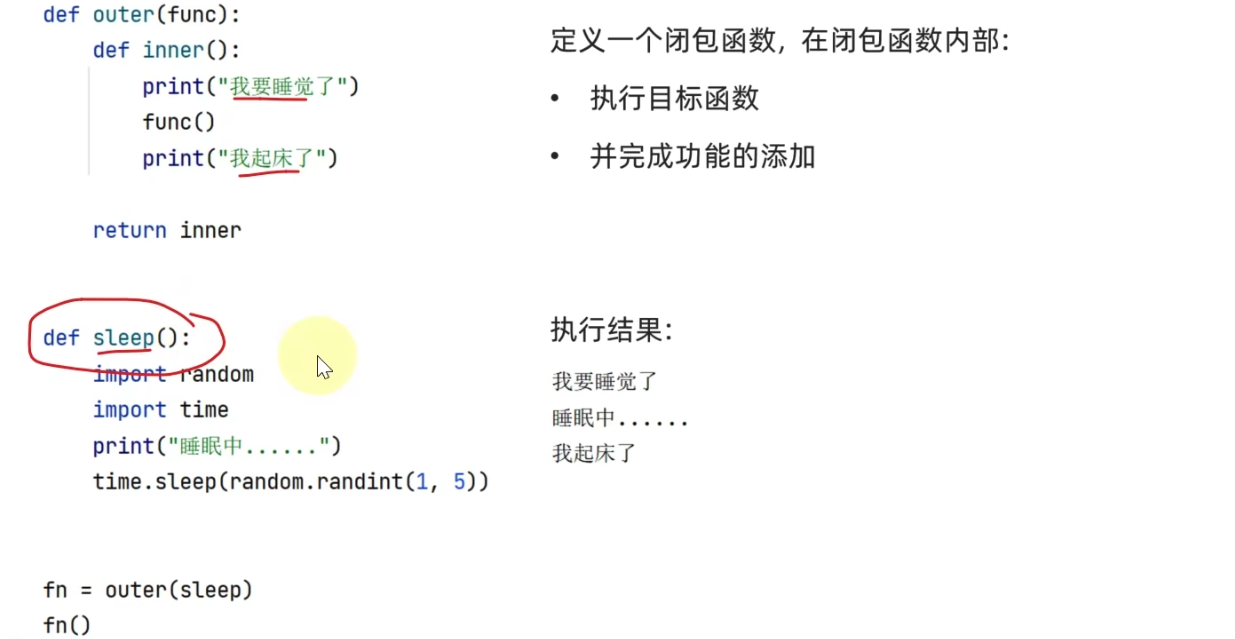 def outer(func):
    def inner():
        print("我要睡觉了")
        func()
        print("我起床了")
    return inner
def sleep():
    import random
    import time
    print("睡眠中......")
    time.sleep(random.randint(1, 5))
fn = outer(sleep)
fn()
定义一个闭包函数，在闭包函数内部：
• 执行目标函数
• 并完成功能的添加
执行结果：
我要睡觉了
睡眠中......
我起床了